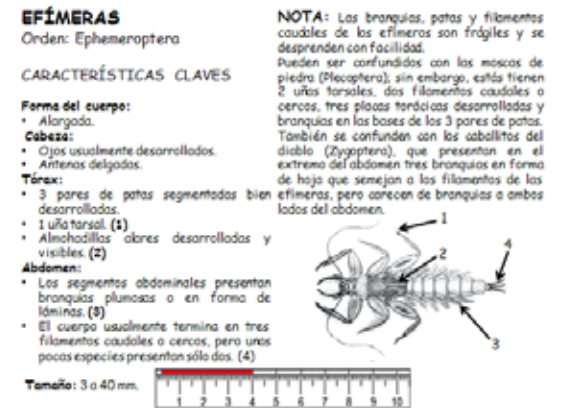 EFÍMERAS
Orden: Ephemeroptera
CARACTERÍSTICAS CLAVES
Forma del cuerpo:
• Alargada.
Cabeza:
• Ojos usualmente desarrollados.
• Antenas delgadas.
Tórax:
• 3 pares de patas segmentadas bien
desarrolladas.
• 1 uña tarsal. (1)
• Almohadillas alares desarrolladas y
visibles. (2)
Abdomen:
• Los segmentos abdominales presentan
branquias plumosas o en forma de
láminas. (3)
• El cuerpo usualmente termina en tres
filamentos caudales o cercos, pero unas
pocas especies presentan sólo dos. (4)
Tamaño: 3 a 40 mm.
NOTA: Las branquias, patas y filamentos
caudales de las efímeras son frágiles y se
desprenden con facilidad.
Pueden ser confundidas con las moscas de
piedra (Plecoptera); sin embargo, estás tienen
2 uñas tarsales, dos filamentos caudales o
cercos, tres placas torácicas desarrolladas y
branquias en las bases de los 3 pares de patas.
También se confunden con los caballitos del
diablo (Zygoptera), que presentan en el
extremo del abdomen tres branquias en forma
de hoja que semejan a los filamentos de las
efímeras, pero carecen de branquias a ambos
lados del abdomen.
1
2
4
3
1 2 3 4 5 6 7 8 9 10